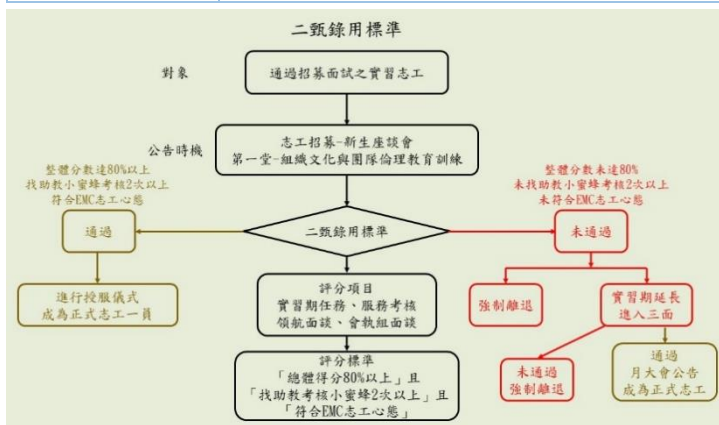 二甄錄用標準
對象
通過招募面試之實習志工
公告時機
志工招募-新生座談會
第一堂-組織文化與團隊倫理教育訓練
整體分數達80%以上
找助教小蜜蜂考核2次以上
符合EMC志工心態
整體分數未達80%
未找助教小蜜蜂考核2次以上
未符合EMC志工心態
通過
二甄錄用標準
未通過
進行授服儀式
成為正式志工一員
評分項目
實習期任務、服務考核
領航面談、會執組面談
強制離退
實習期延長
進入三面
評分標準
「總體得分80%以上」且
「找助教考核小蜜蜂2次以上」且
「符合EMC志工心態」
未通過
強制離退
通過
月大會公告
成為正式志工